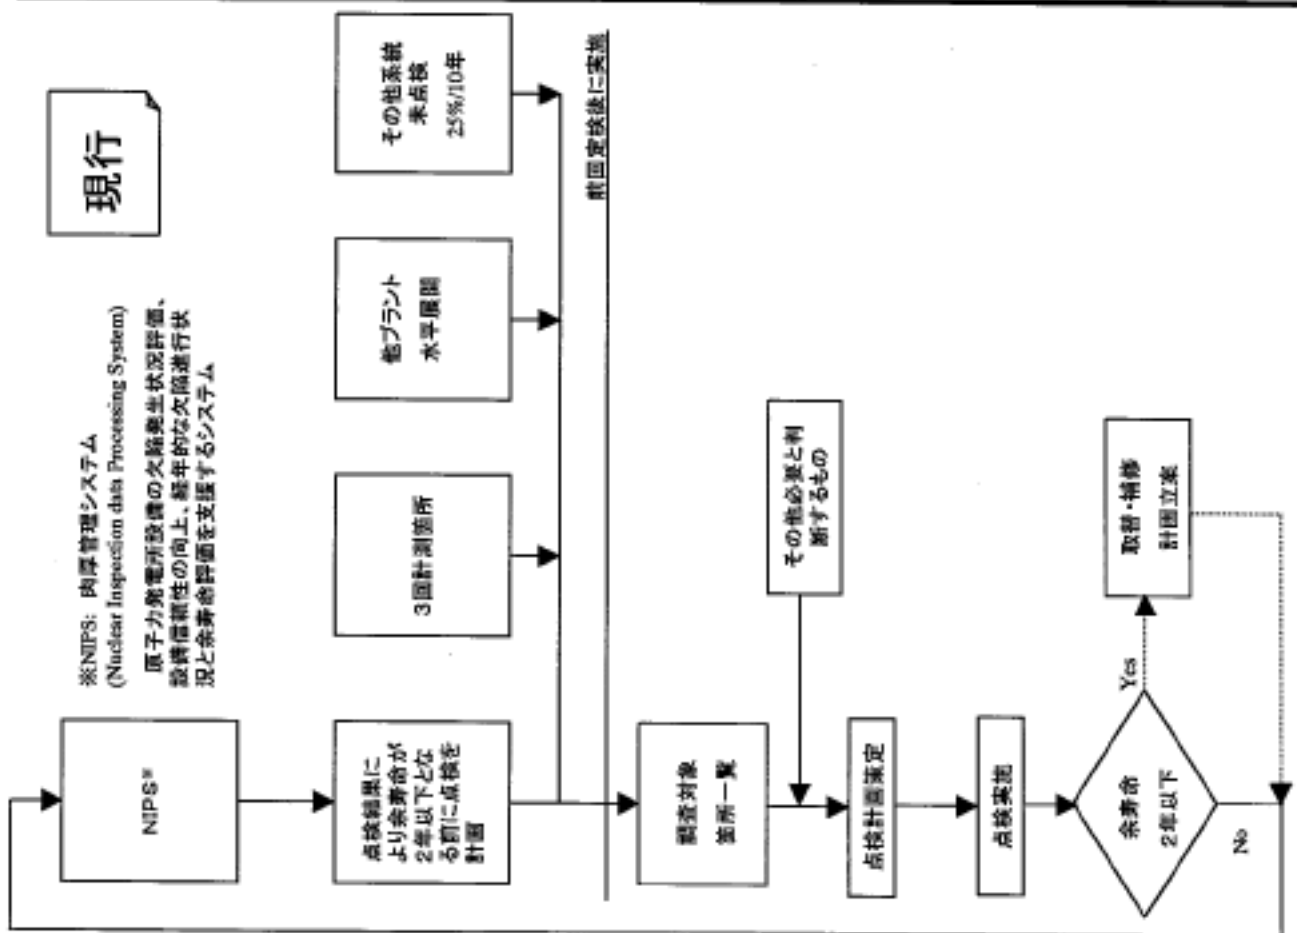 現行
※NIPS: 肉厚管理システム
(Nuclear Inspection data Processing System)
原子力発電所設備の欠陥発生状況評価、
設備信頼性の向上、経年的な欠陥進行状
況と余寿命評価を支援するシステム
NIPS※
点検結果に
より余寿命が
2年以下とな
る前に点検を
計画
3回計測箇所
他プラント
水平展開
その他系統
未点検
25%/10年
前回定検後に実施
調査対象
箇所一覧
その他必要と判
断するもの
点検計画策定
点検実施
余寿命
2年以下
Yes
No
取替・補修
計画立案